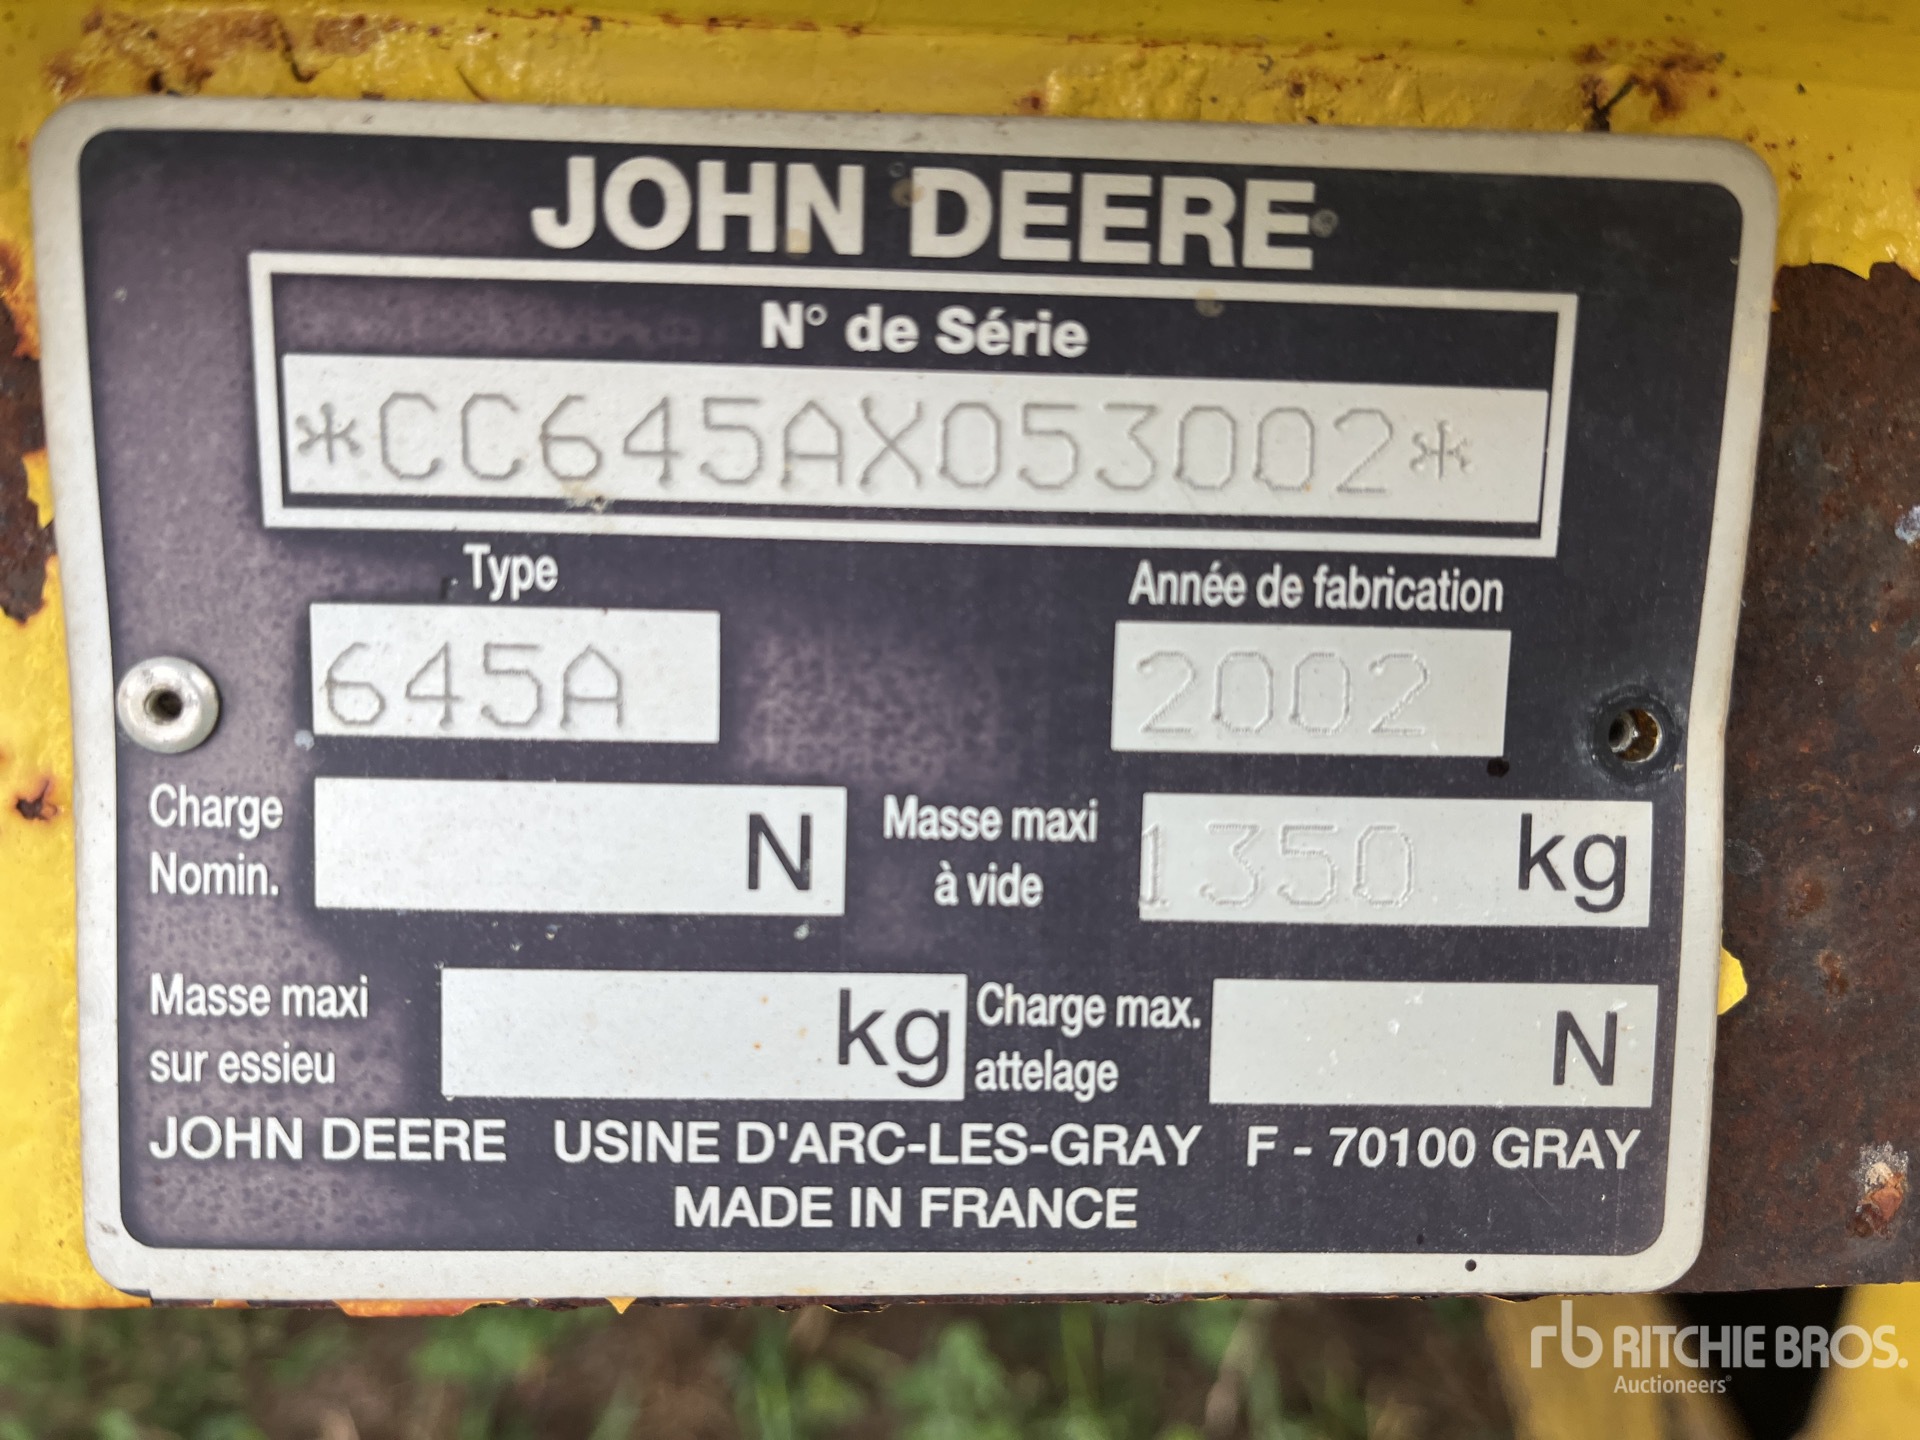 JOHN DEERE
N° de Série
*CC645AX053002*
Type
Année de fabrication
645A
2002
Charge
Nomin.
N
Masse maxi
à vide
1350 kg
Masse maxi
sur essieu
kg
Charge max.
attelage
N
JOHN DEERE USINE D'ARC-LES-GRAY F - 70100 GRAY
MADE IN FRANCE
rb RITCHIE BROS.
Auctioneers